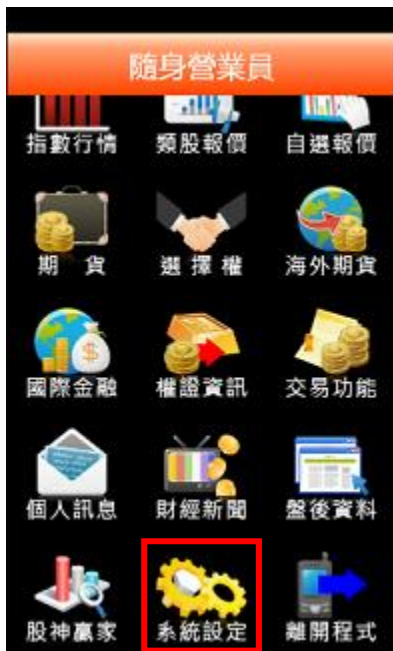 隨身營業員
指數行情 類股報價 自選報價
期 貨 選 擇 權 海外期貨
國際金融 權證資訊 交易功能
個人訊息 財經新聞 盤後資料
股神贏家 系統設定 離開程式